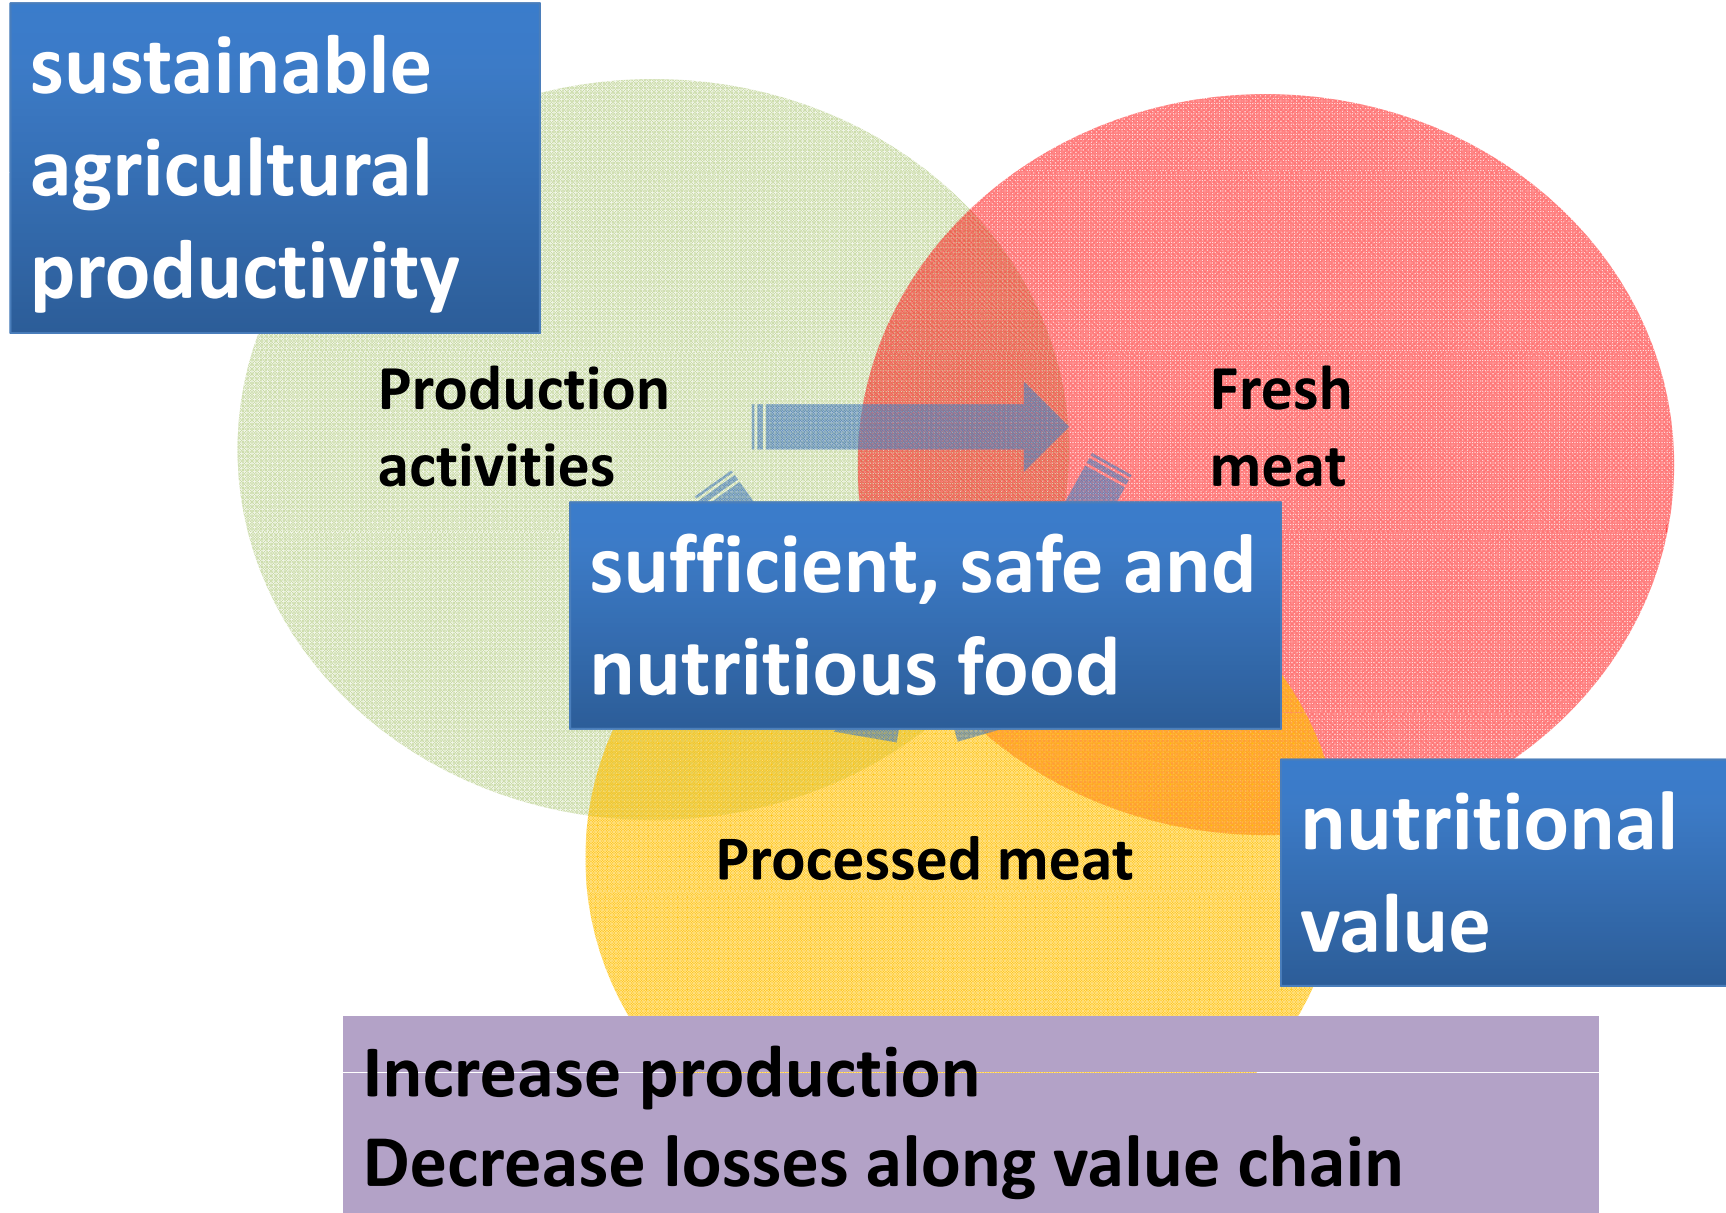 sustainable
agricultural
productivity
Production
activities
Fresh
meat
sufficient, safe and
nutritious food
nutritional
value
Processed meat
Increase production
Decrease losses along value chain